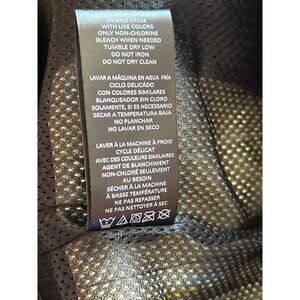 GENTLE CYCLE
WITH LIKE COLORS
ONLY NON-CHLORINE
BLEACH WHEN NEEDED
TUMBLE DRY LOW
DO NOT IRON
DO NOT DRY CLEAN
LAVAR A MÁQUINA EN AGUA FRÍA
CICLO DELICADO
CON COLORES SIMILARES
BLANQUEADOR SIN CLORO
SOLAMENTE, SI ES NECESARIO
SECAR A TEMPERATURA BAJA
NO PLANCHAR
NO LAVAR EN SECO
LAVER À LA MACHINE À FROID
CYCLE DÉLICAT
AVEC DES COULEURS SIMILAIRES
AGENT DE BLANCHIMENT
NON-CHLORÉ SEULEMENT
AU BESOIN
SÉCHER À LA MACHINE
À BASSE TEMPÉRATURE
NE PAS REPASSER
NE PAS NETTOYER À SEC